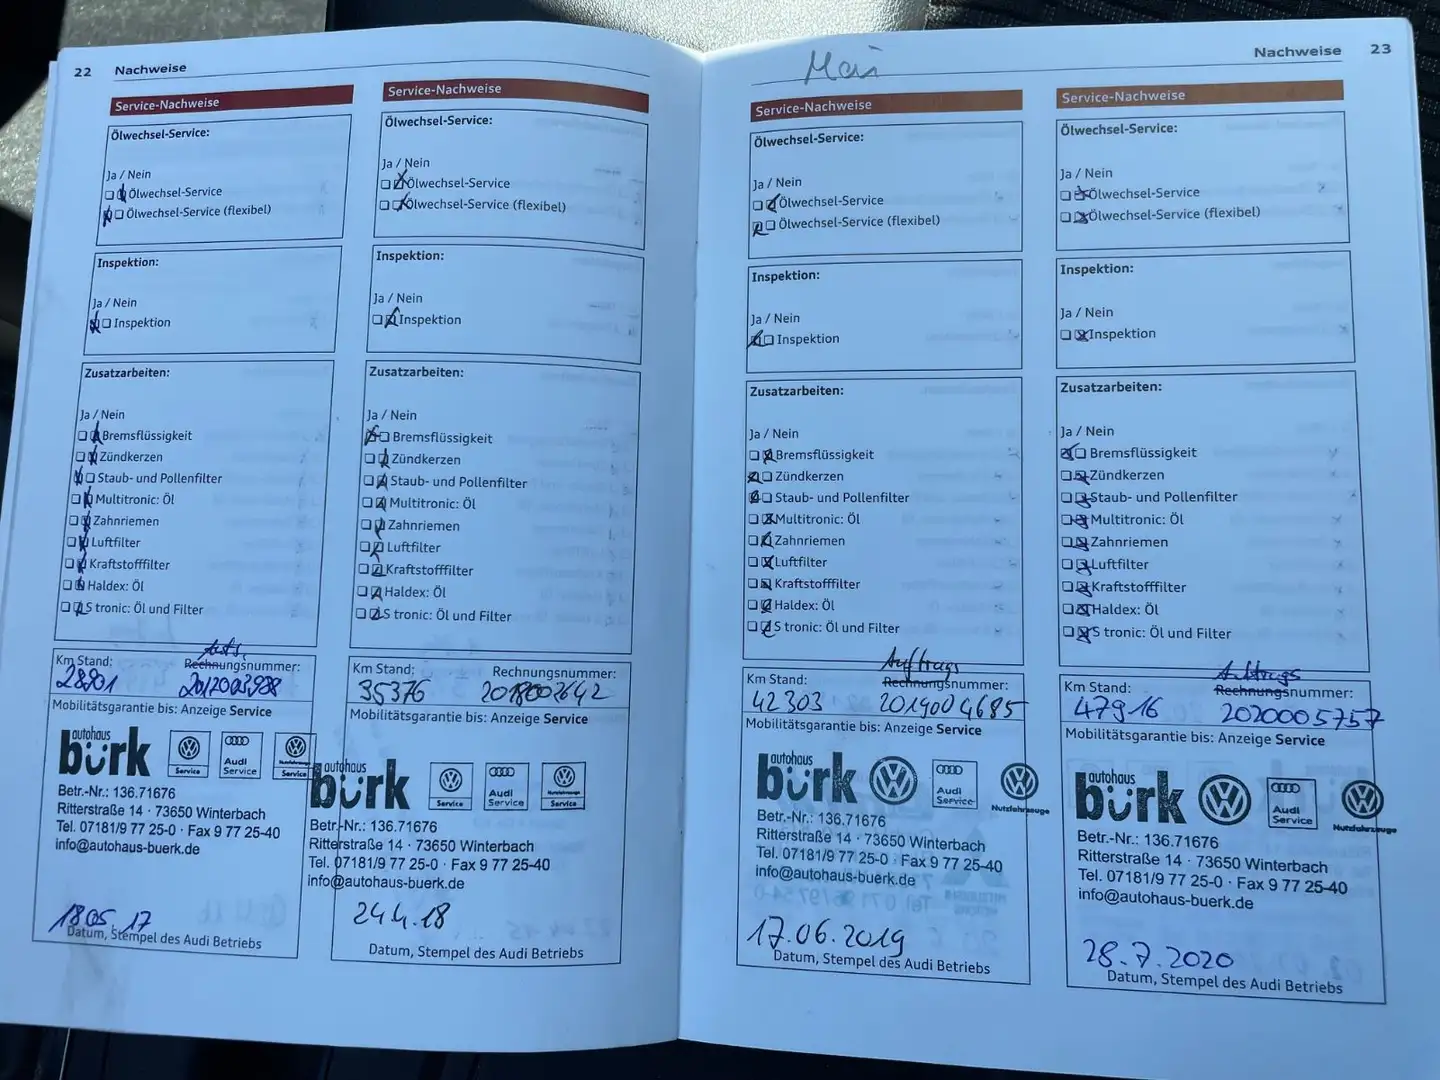 22 Nachweise
Service-Nachweise
Ölwechsel-Service:
Ja / Nein
Ölwechsel-Service
Ölwechsel-Service (flexibel)
Inspektion:
Ja / Nein
Inspektion
Zusatzarbeiten:
Ja / Nein
Bremsflüssigkeit
Zündkerzen
Staub- und Pollenfilter
Multitronic: Öl
Zahnriemen
Luftfilter
Kraftstofffilter
Haldex: Öl
S tronic: Öl und Filter
Km Stand: Rechnungsnummer:
28901
Mobilitätsgarantie bis: Anzeige Service
autohaus
bürk
Service
Audi
Service
Nutzfahrzeuge
Service
Betr.-Nr.: 136.71676
Ritterstraße 14 · 73650 Winterbach
Tel. 07181/9 77 25-0 · Fax 9 77 25-40
info@autohaus-buerk.de
18.05.17
Datum, Stempel des Audi Betriebs
Service-Nachweise
Ölwechsel-Service:
Ja / Nein
Ölwechsel-Service
Ölwechsel-Service (flexibel)
Inspektion:
Ja / Nein
Inspektion
Zusatzarbeiten:
Ja / Nein
Bremsflüssigkeit
Zündkerzen
Staub- und Pollenfilter
Multitronic: Öl
Zahnriemen
Luftfilter
Kraftstofffilter
Haldex: Öl
S tronic: Öl und Filter
Km Stand: Rechnungsnummer:
35376 2018002642
Mobilitätsgarantie bis: Anzeige Service
autohaus
bürk
Service
Audi
Service
Nutzfahrzeuge
Service
Betr.-Nr.: 136.71676
Ritterstraße 14 · 73650 Winterbach
Tel. 07181/9 77 25-0 · Fax 9 77 25-40
info@autohaus-buerk.de
24.4.18
Datum, Stempel des Audi Betriebs
Nachweise 23
Mai
Service-Nachweise
Ölwechsel-Service:
Ja / Nein
Ölwechsel-Service
Ölwechsel-Service (flexibel)
Inspektion:
Ja / Nein
Inspektion
Zusatzarbeiten:
Ja / Nein
Bremsflüssigkeit
Zündkerzen
Staub- und Pollenfilter
Multitronic: Öl
Zahnriemen
Luftfilter
Kraftstofffilter
Haldex: Öl
S tronic: Öl und Filter
Auftrags
Km Stand: Rechnungsnummer:
42303 2019004685
Mobilitätsgarantie bis: Anzeige Service
autohaus
bürk
Audi
Service
Nutzfahrzeuge
Betr.-Nr.: 136.71676
Ritterstraße 14 · 73650 Winterbach
Tel. 07181/9 77 25-0 · Fax 9 77 25-40
info@autohaus-buerk.de
17.06.2019
Datum, Stempel des Audi Betriebs
Service-Nachweise
Ölwechsel-Service:
Ja / Nein
Ölwechsel-Service
Ölwechsel-Service (flexibel)
Inspektion:
Ja / Nein
Inspektion
Zusatzarbeiten:
Ja / Nein
Bremsflüssigkeit
Zündkerzen
Staub- und Pollenfilter
Multitronic: Öl
Zahnriemen
Luftfilter
Kraftstofffilter
Haldex: Öl
S tronic: Öl und Filter
Auftrags
Km Stand: Rechnungsnummer:
47916 2020005757
Mobilitätsgarantie bis: Anzeige Service
autohaus
bürk
Audi
Service
Nutzfahrzeuge
Betr.-Nr.: 136.71676
Ritterstraße 14 · 73650 Winterbach
Tel. 07181/9 77 25-0 · Fax 9 77 25-40
info@autohaus-buerk.de
28.7.2020
Datum, Stempel des Audi Betriebs